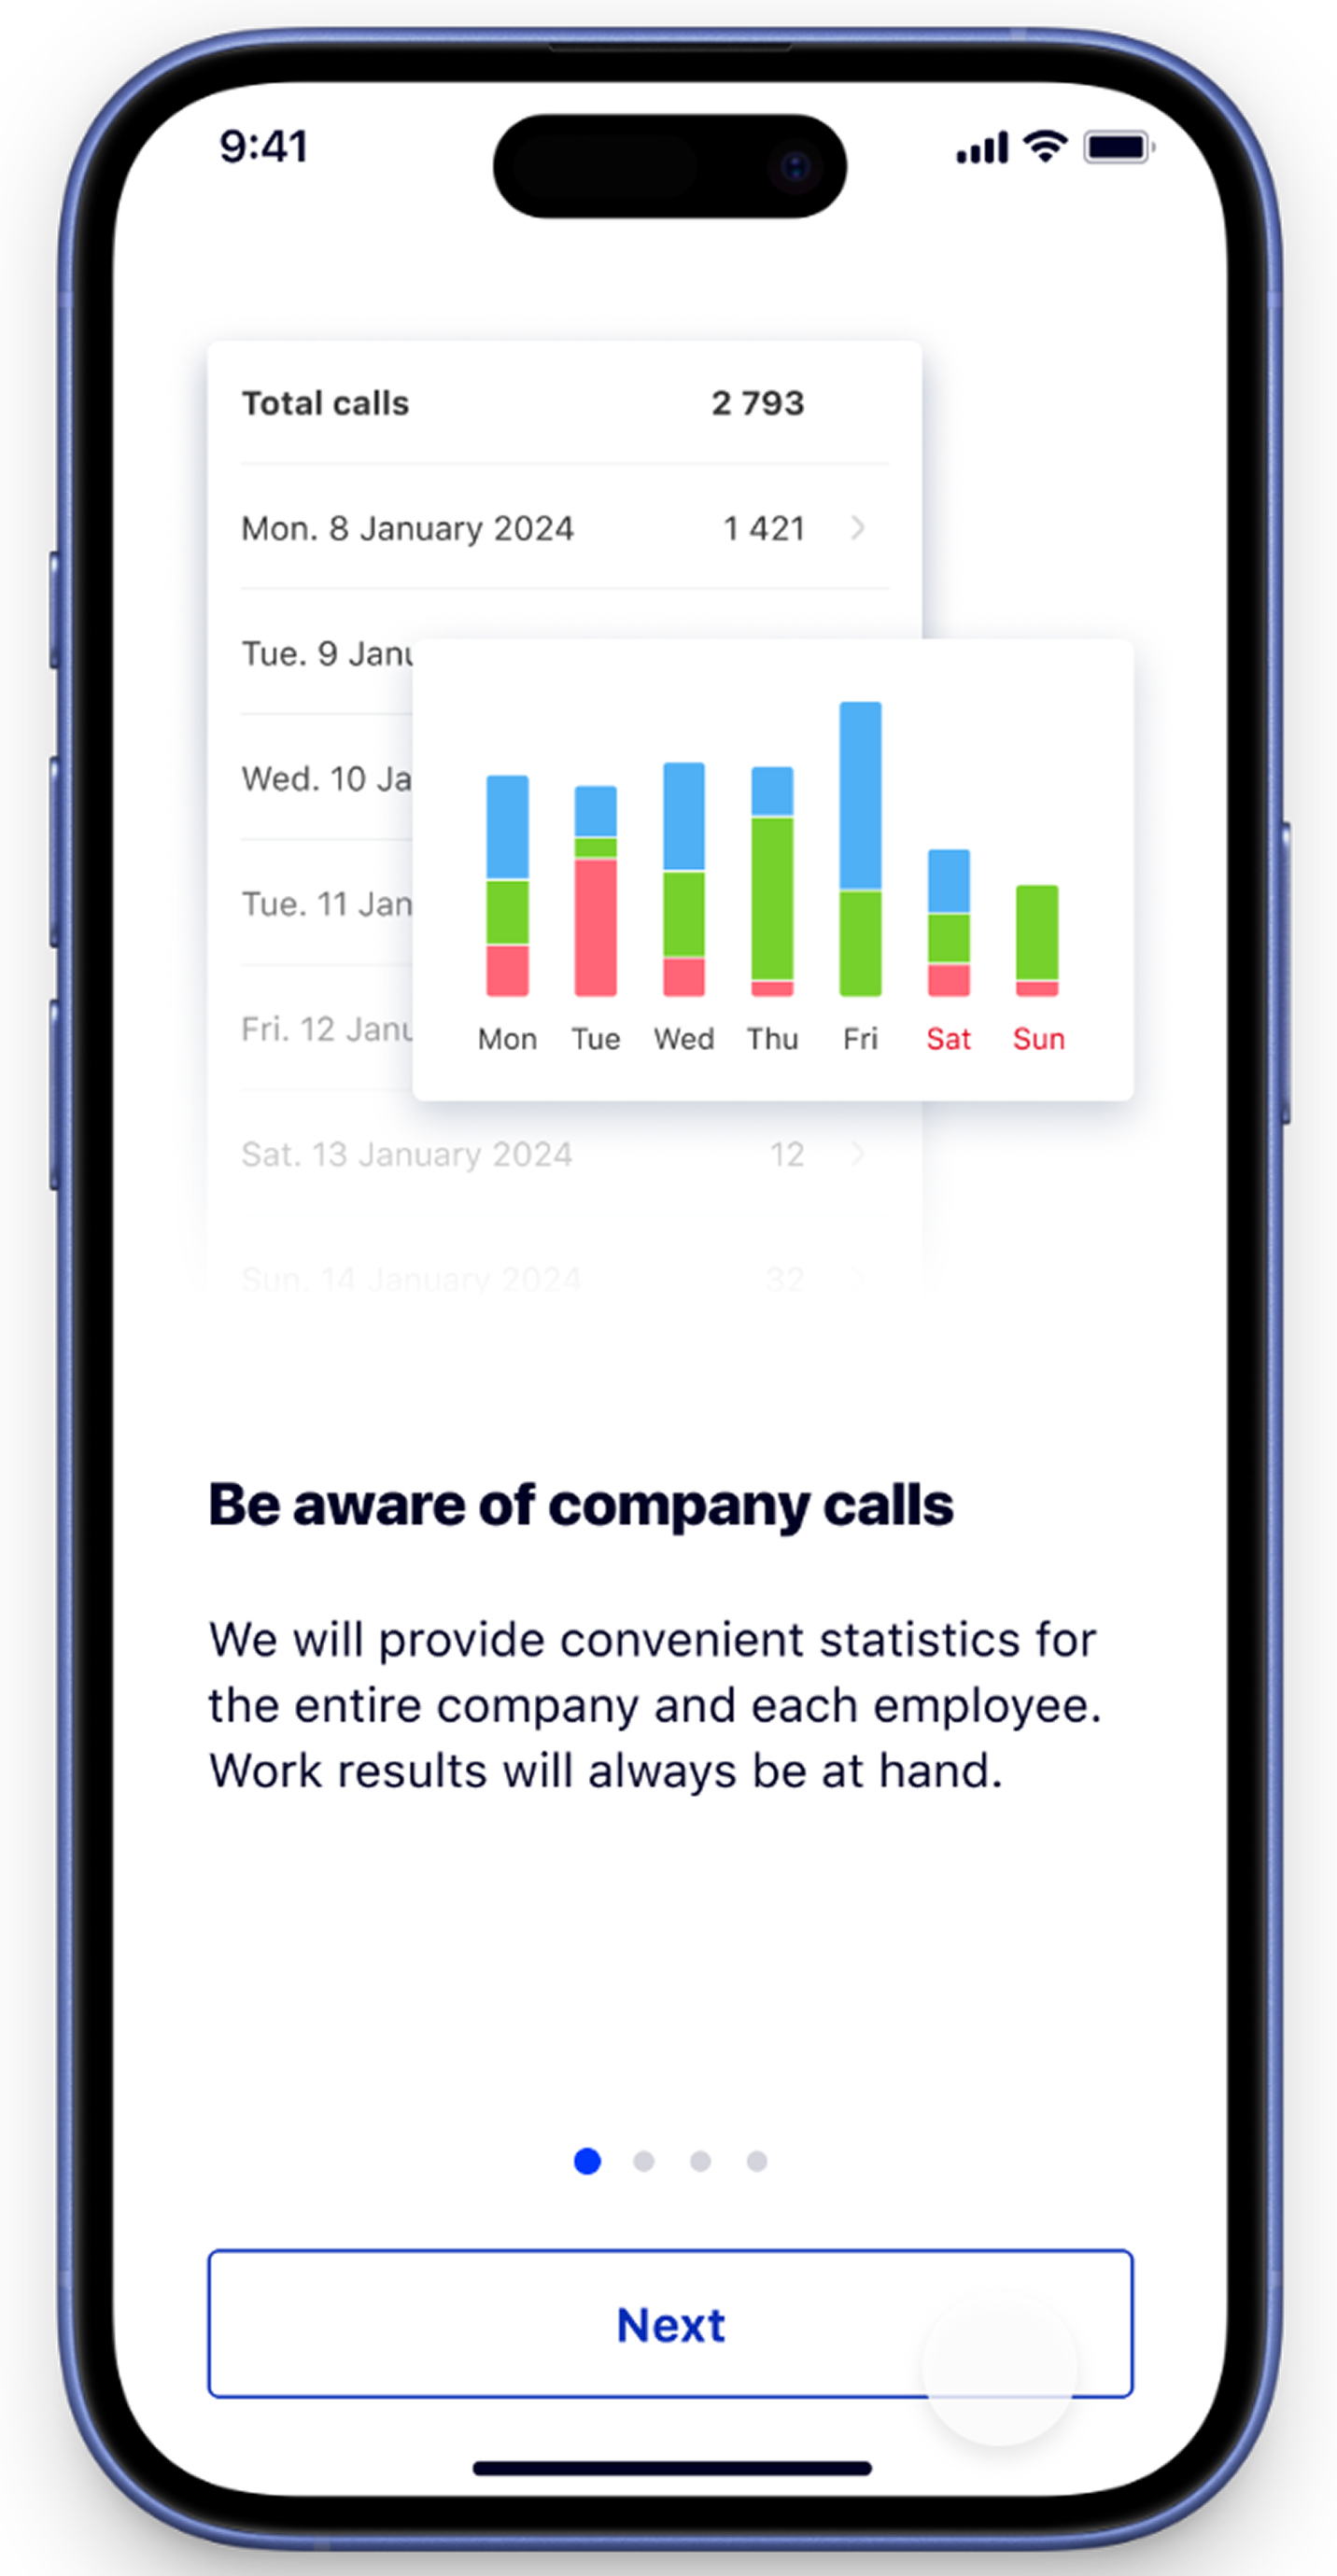 9:41
Total calls 2 793
Mon. 8 January 2024 1 421
Tue. 9 Janu
Wed. 10 Ja
Tue. 11 Jan
Fri. 12 Janu
Mon Tue Wed Thu Fri Sat Sun
Sat. 13 January 2024 12
Sun. 14 January 2024 32
Be aware of company calls
We will provide convenient statistics for
the entire company and each employee.
Work results will always be at hand.
Next